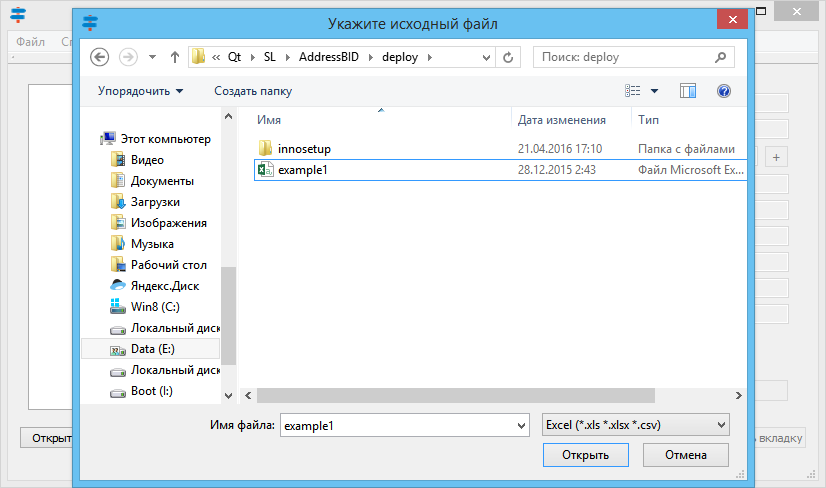 Укажите исходный файл
Файл
« Qt SL AddressBID deploy
Поиск: deploy
Упорядочить Создать папку
Имя Дата изменения Тип
Этот компьютер
Видео
Документы
Загрузки
Изображения
Музыка
Рабочий стол
Яндекс.Диск
Win8 (C:)
Локальный диск
Data (E:)
Локальный диск
Boot (I:)
innosetup 21.04.2016 17:10 Папка с файлами
example1 28.12.2015 2:43 Файл Microsoft Ex...
+
Имя файла: example1 Excel (*.xls *.xlsx *.csv)
Открыть Отмена
Открыт
вкладку